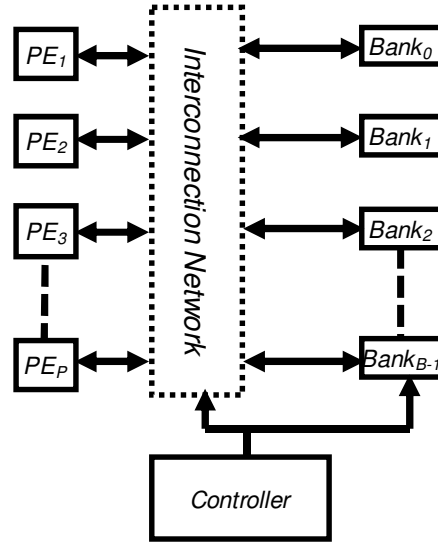 PE1
Bank0
PE2
Bank1
PE3
Bank2
PEP
BankB-1
Interconnection Network
Controller